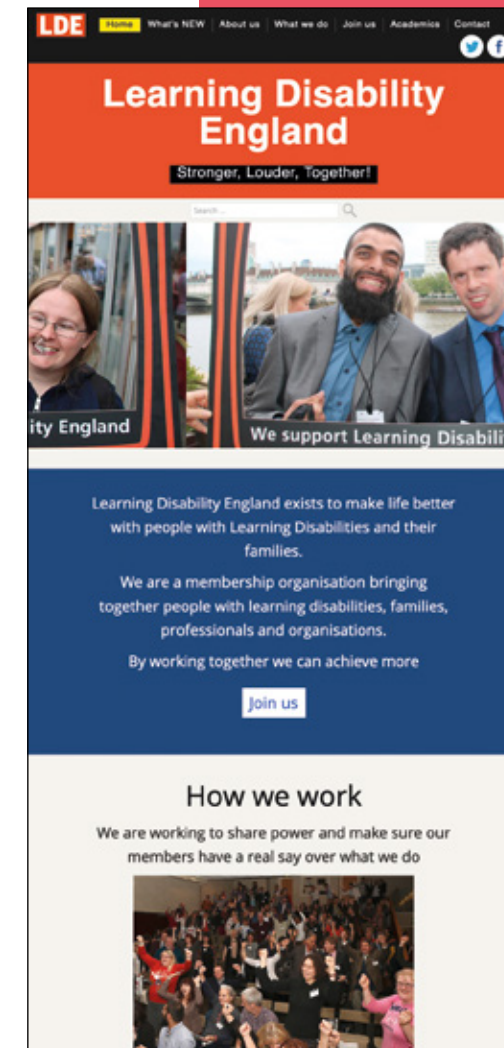 LDE Home What's NEW About us What we do Join us Academics Contact
Learning Disability
England
Stronger, Louder, Together!
Search ...
ity England
We support Learning Disabili
Learning Disability England exists to make life better
with people with Learning Disabilities and their
families.
We are a membership organisation bringing
together people with learning disabilities, families,
professionals and organisations.
By working together we can achieve more
Join us
How we work
We are working to share power and make sure our
members have a real say over what we do